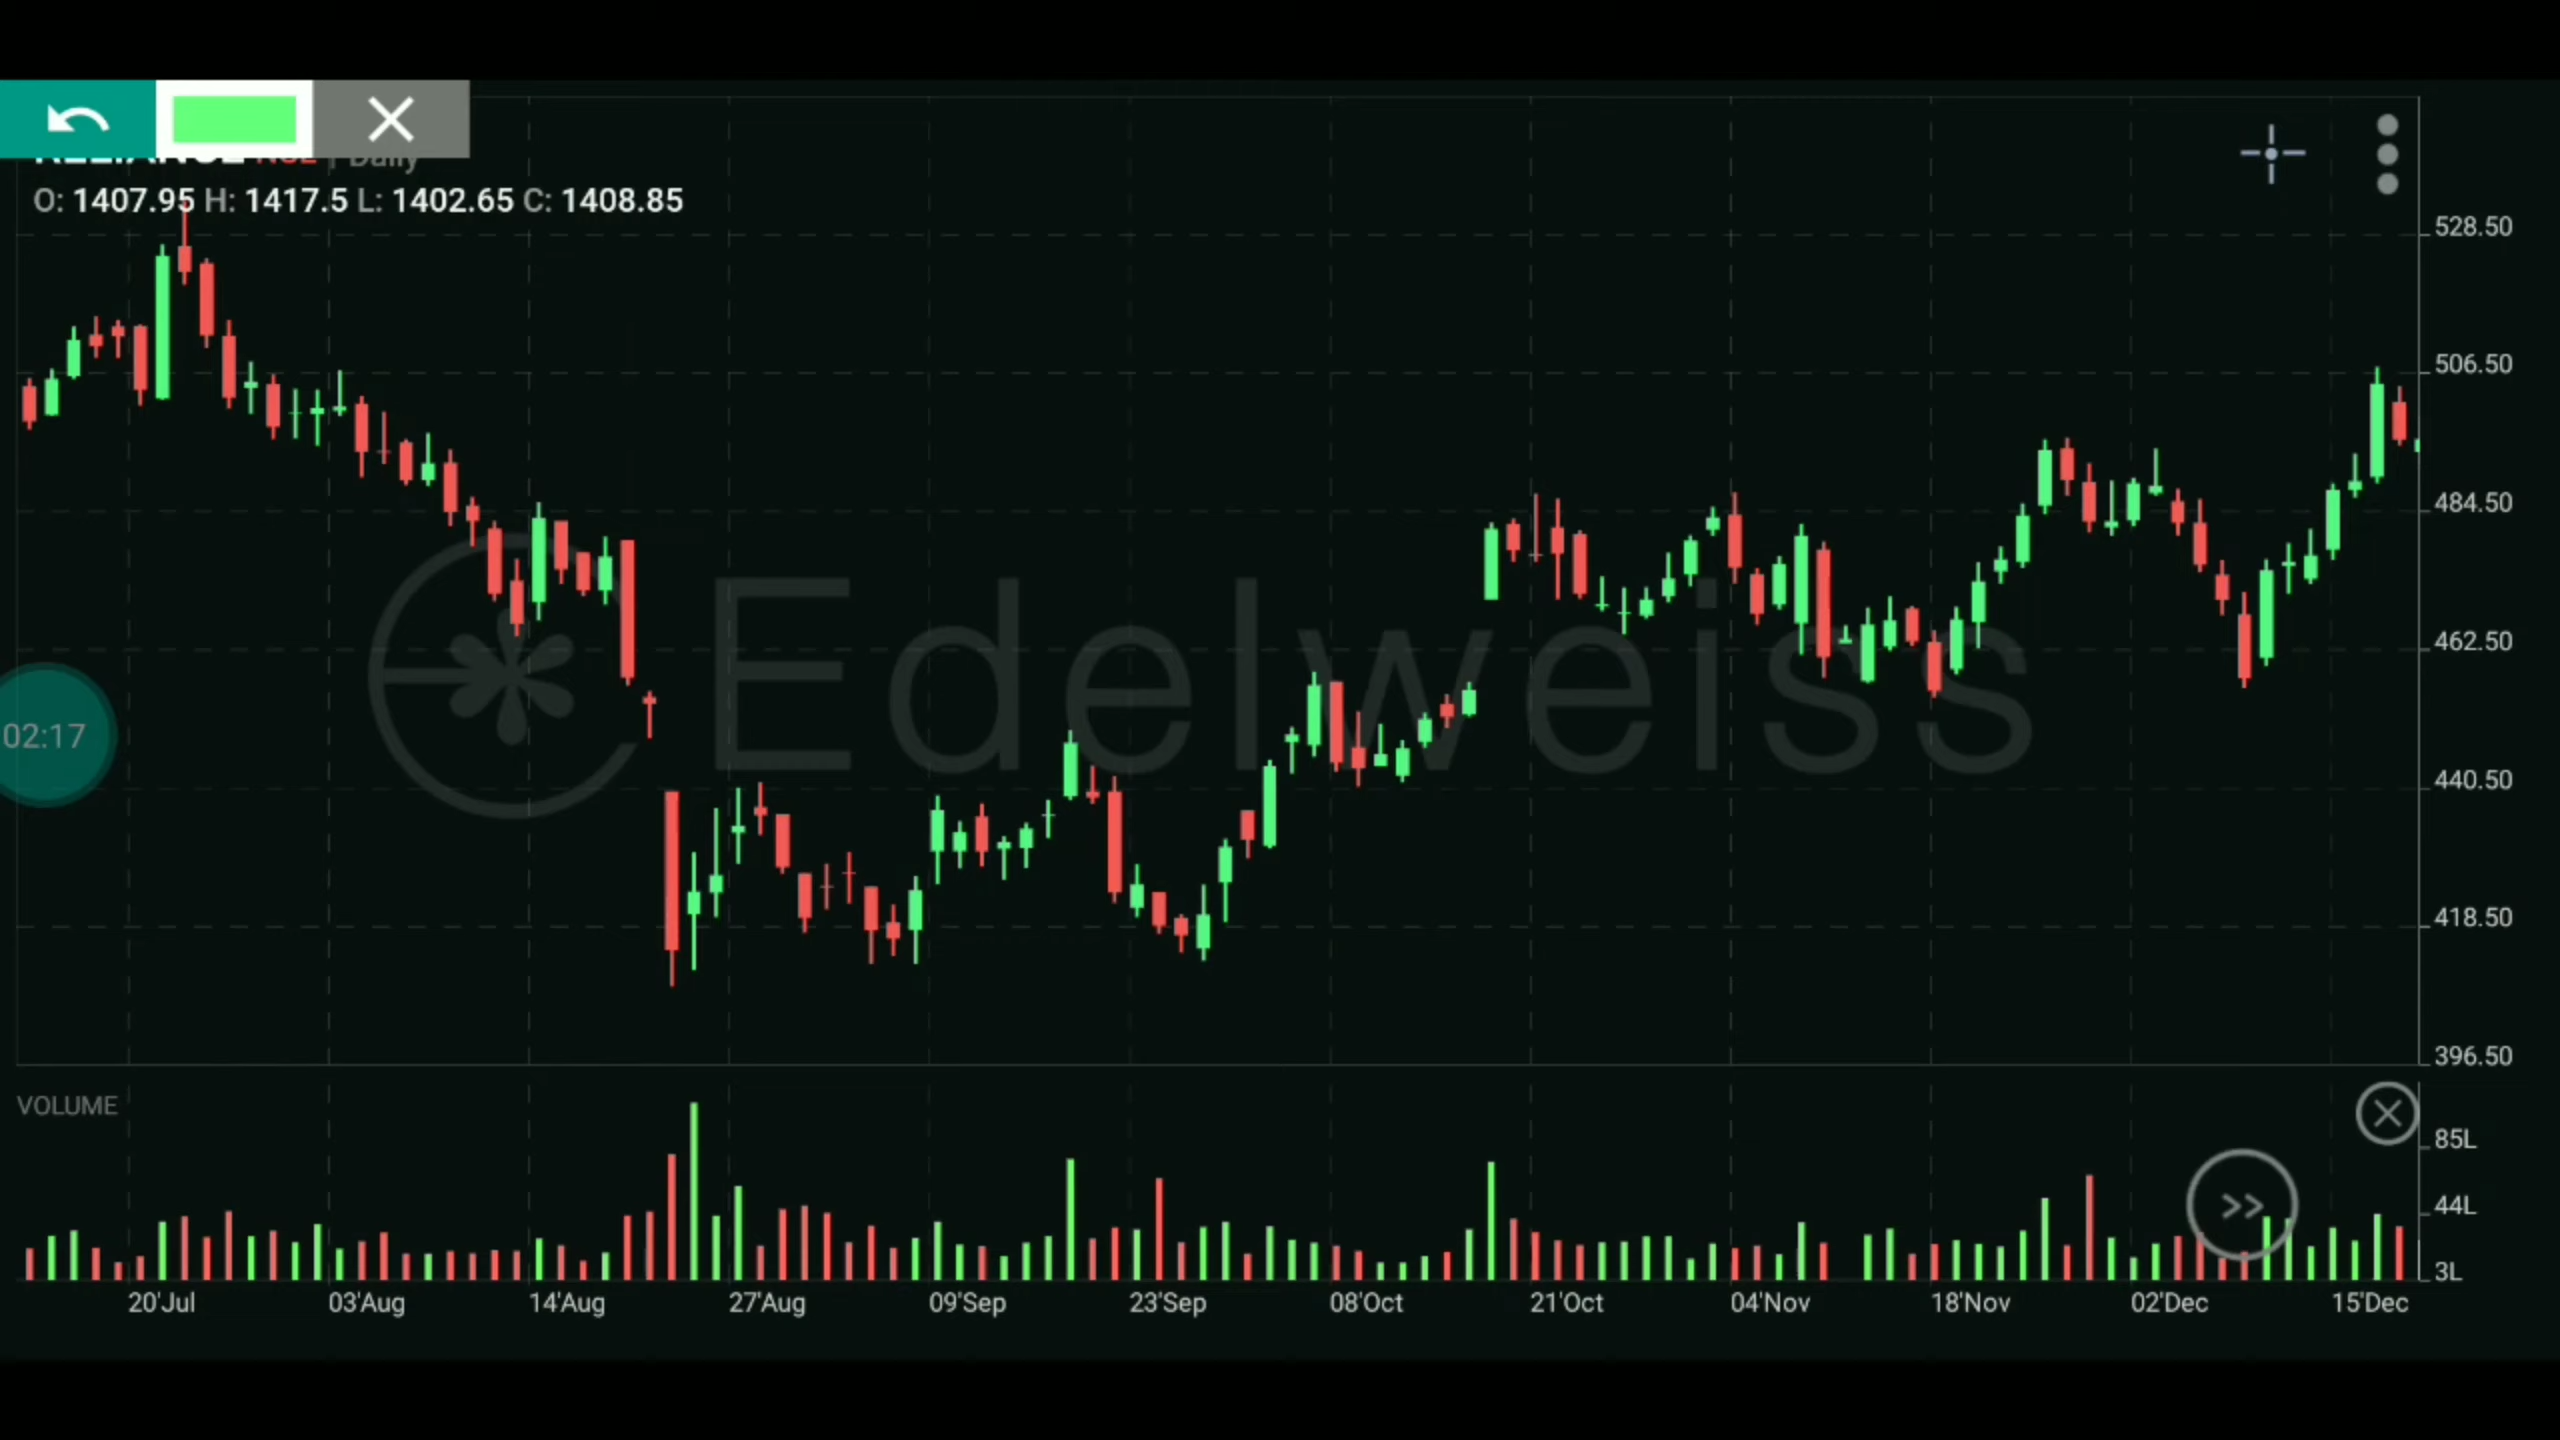 Daily
O: 1407.95 H: 1417.5 L: 1402.65 C: 1408.85
528.50
506.50
484.50
462.50
440.50
418.50
396.50
Edelweiss
02:17
VOLUME
85L
44L
3L
>>
20'Jul 03'Aug 14'Aug 27'Aug 09'Sep 23'Sep 08'Oct 21'Oct 04'Nov 18'Nov 02'Dec 15'Dec